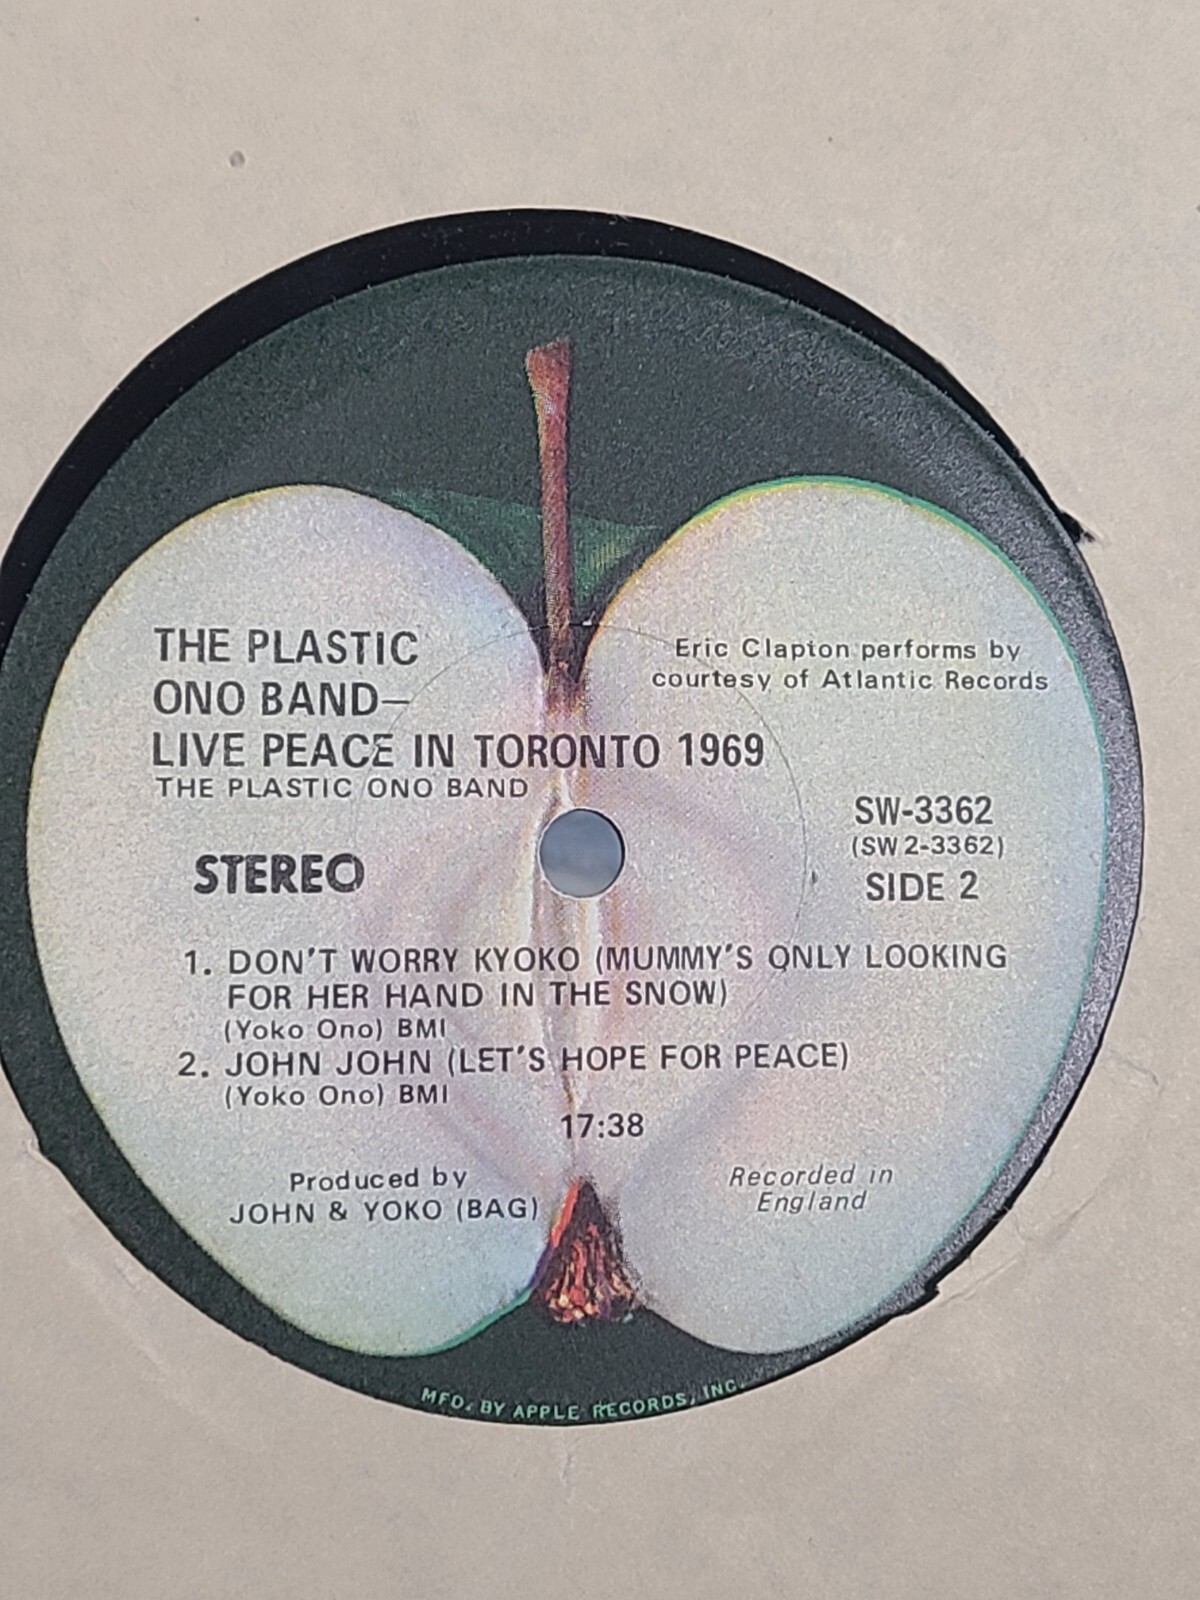 THE PLASTIC
ONO BAND—
LIVE PEACE IN TORONTO 1969
THE PLASTIC ONO BAND
Eric Clapton performs by
courtesy of Atlantic Records
STEREO
SW-3362
(SW 2-3362)
SIDE 2
1. DON'T WORRY KYOKO (MUMMY'S ONLY LOOKING
FOR HER HAND IN THE SNOW)
(Yoko Ono) BMI
2. JOHN JOHN (LET'S HOPE FOR PEACE)
(Yoko Ono) BMI
17:38
Produced by
JOHN & YOKO (BAG)
Recorded in
England
MFD. BY APPLE RECORDS, INC.